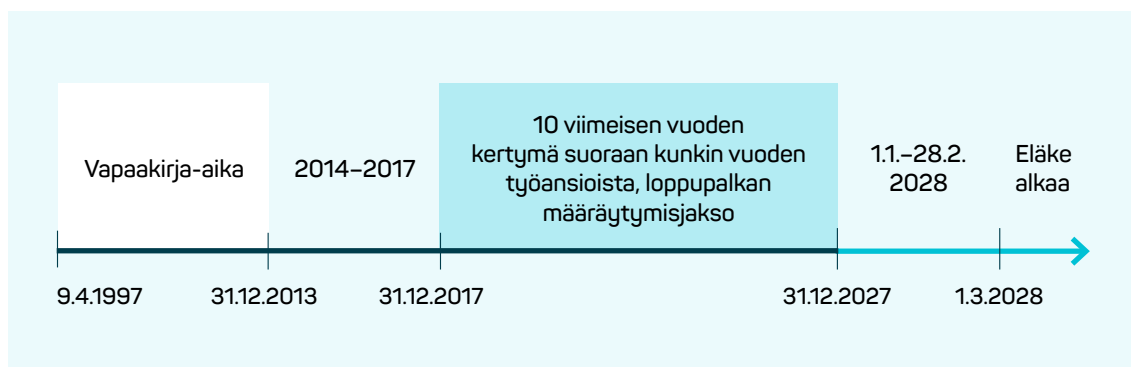 Vapaakirja-aika
2014–2017
10 viimeisen vuoden
kertymä suoraan kunkin vuoden
työansioista, loppupalkan
määräytymisjakso
1.1.–28.2.
2028
Eläke
alkaa
9.4.1997
31.12.2013
31.12.2017
31.12.2027
1.3.2028